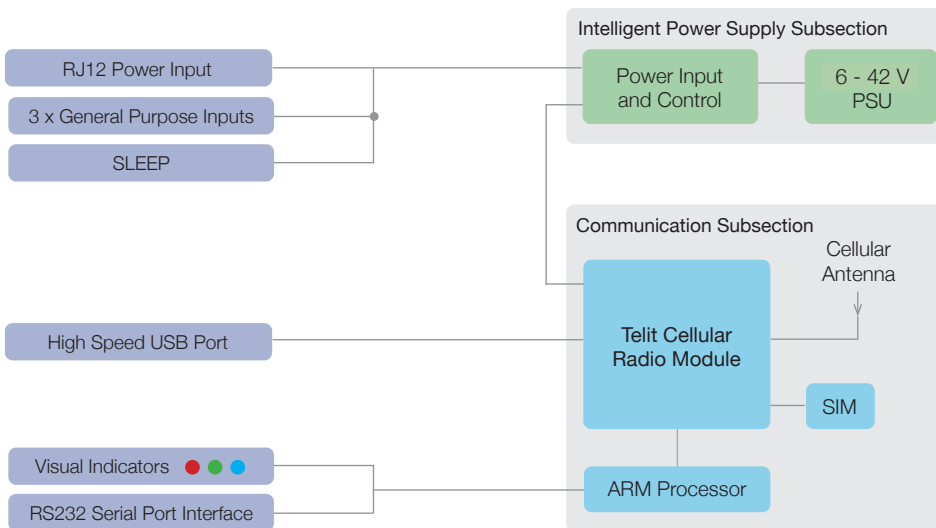 Intelligent Power Supply Subsection
RJ12 Power Input
3 x General Purpose Inputs
SLEEP
Power Input
and Control
6 - 42 V
PSU
Communication Subsection
Cellular
Antenna
High Speed USB Port
Telit Cellular
Radio Module
SIM
Visual Indicators
RS232 Serial Port Interface
ARM Processor